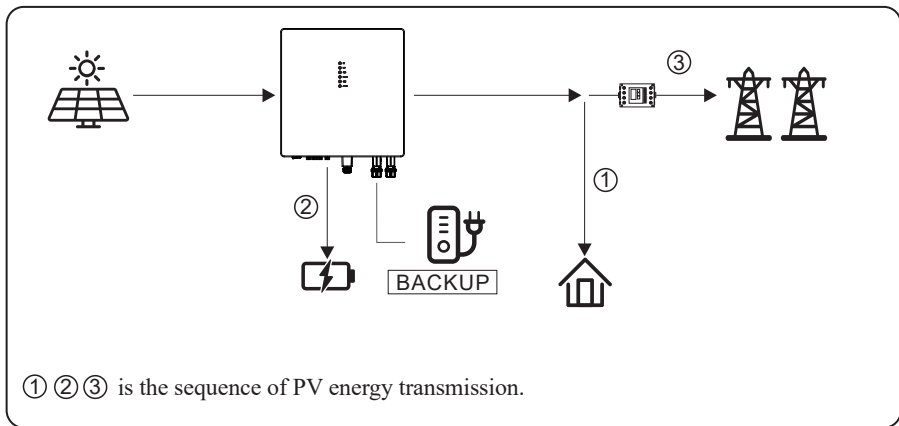 ③
①
②
BACKUP
① ② ③ is the sequence of PV energy transmission.